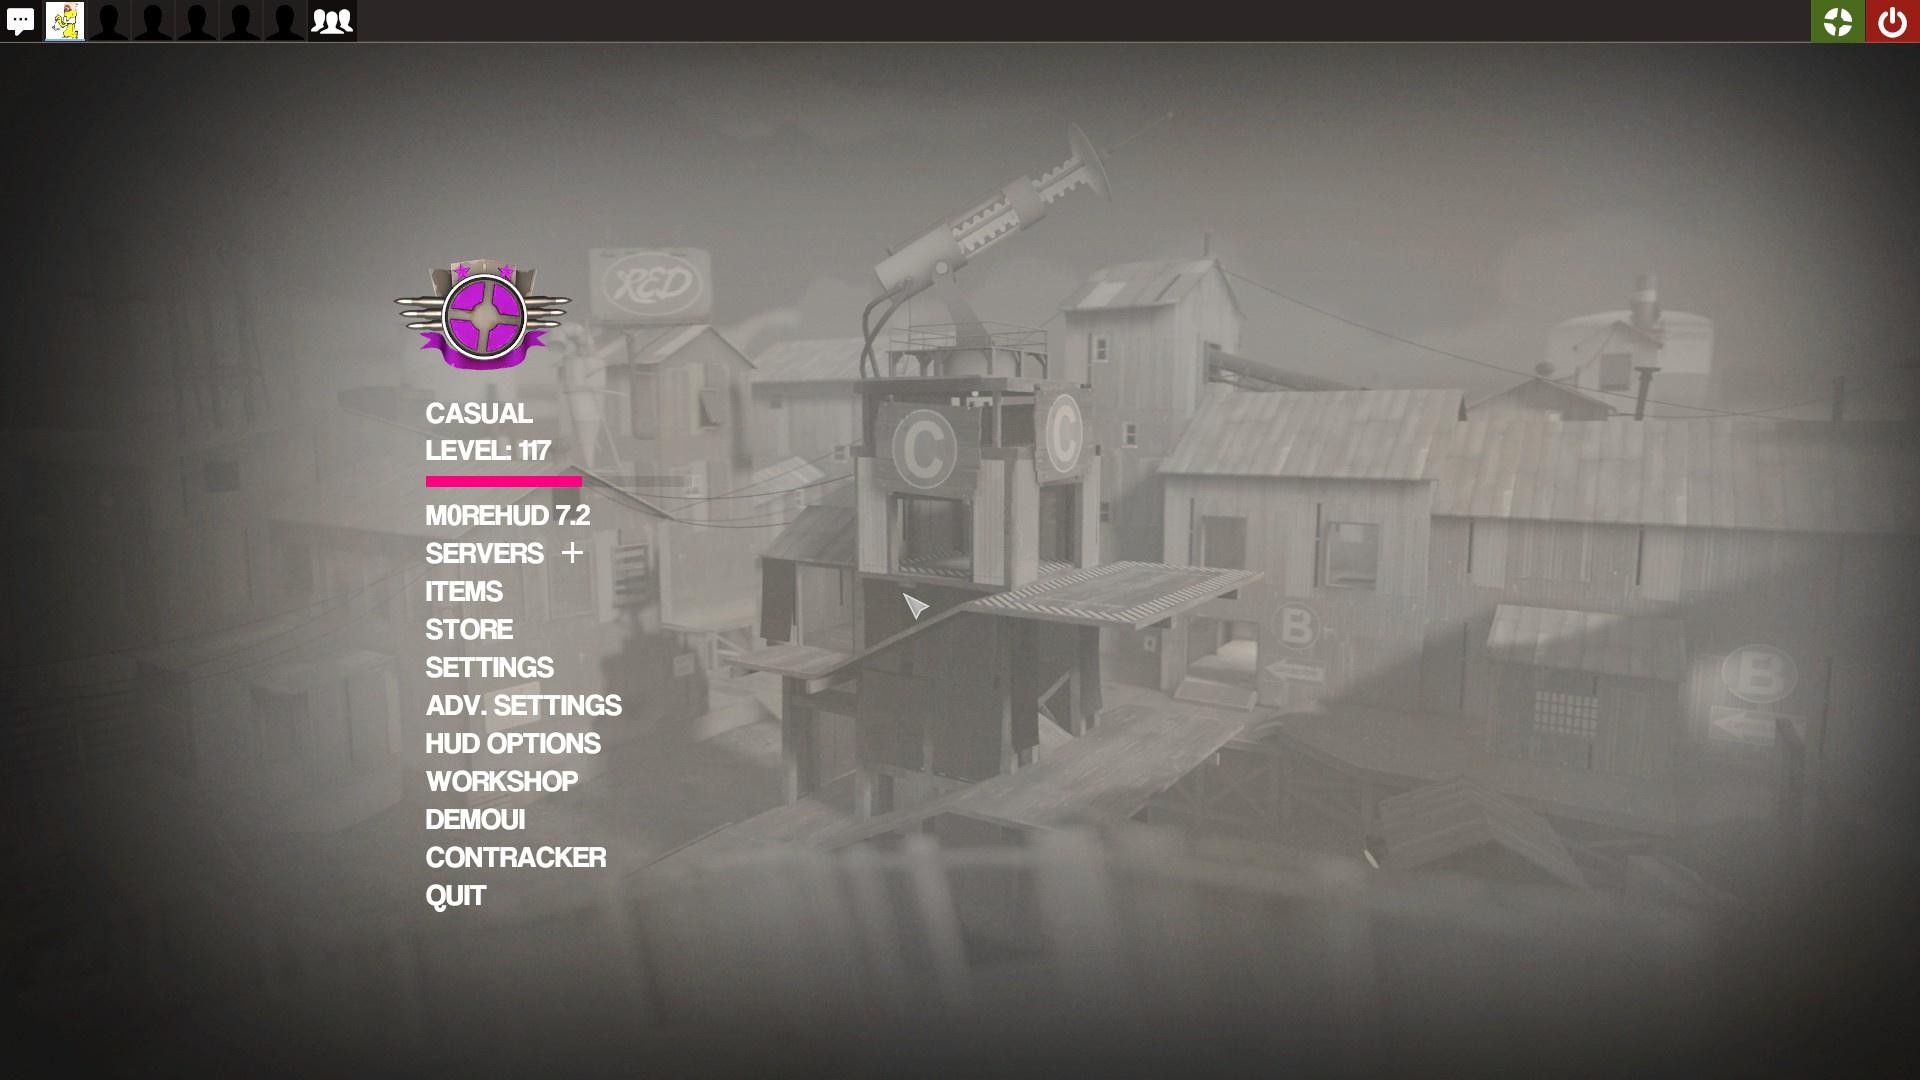 RED
C
C
B
B
CASUAL
LEVEL: 117
M0REHUD 7.2
SERVERS +
ITEMS
STORE
SETTINGS
ADV. SETTINGS
HUD OPTIONS
WORKSHOP
DEMOUI
CONTRACKER
QUIT